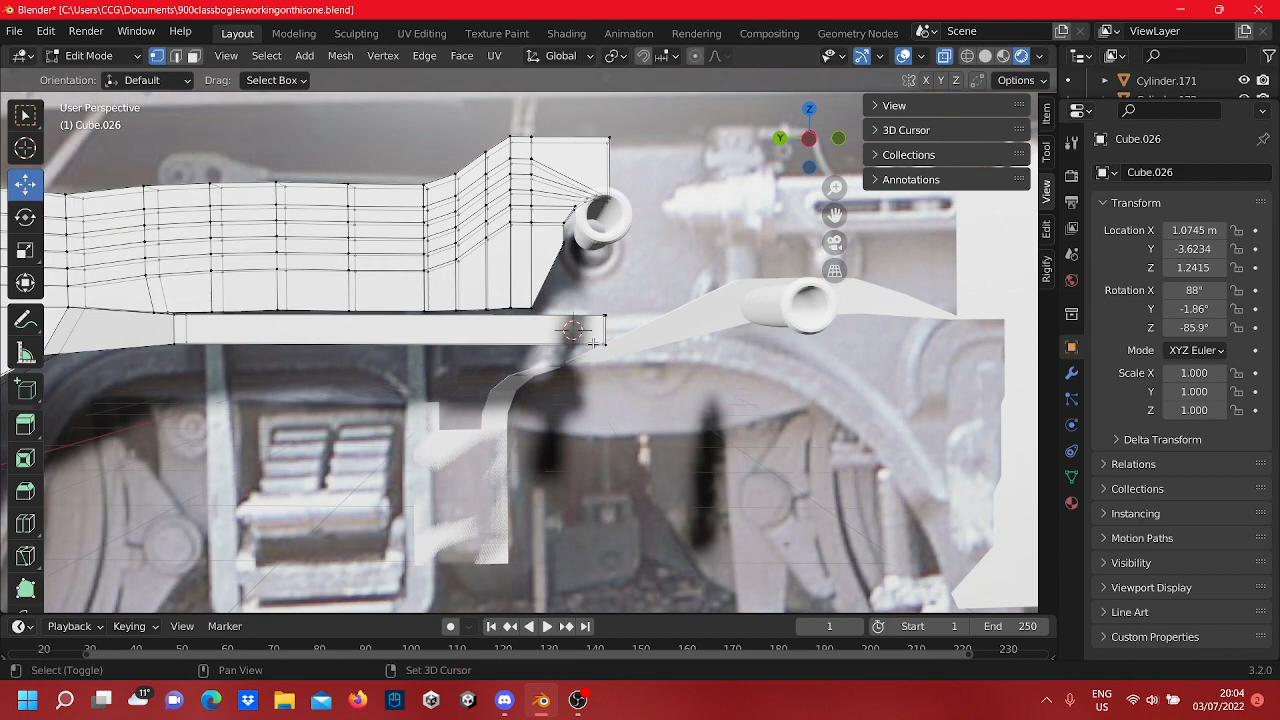 Blender* [C:\Users\CCG\Documents\900classbogiesworkingonthisone.blend]
File Edit Render Window Help Layout Modeling Sculpting UV Editing Texture Paint Shading Animation Rendering Compositing Geometry Nodes Scene ViewLayer
Edit Mode View Select Add Mesh Vertex Edge Face UV Global
Orientation: Default Drag: Select Box X Y Z Options
User Perspective
(1) Cube.026
Z
Y
View
3D Cursor
Collections
Annotations
Item
Tool
View
Edit
Rigify
Cylinder.171
Cube.026
Cube.026
Transform
Location X 1.0745 m
Y -3.6234
Z 1.2415
Rotation X 88°
Y -1.86°
Z -85.9°
Mode XYZ Euler
Scale X 1.000
Y 1.000
Z 1.000
Delta Transform
Relations
Collections
Instancing
Motion Paths
Visibility
Viewport Display
Line Art
Custom Properties
Playback Keying View Marker 1 Start 1 End 250
20 30 40 50 60 70 80 90 100 110 120 130 140 150 160 170 180 190 200 210 220 230
Select (Toggle) Pan View Set 3D Cursor 3.2.0
11°
ENG
US
20:04
03/07/2022
2